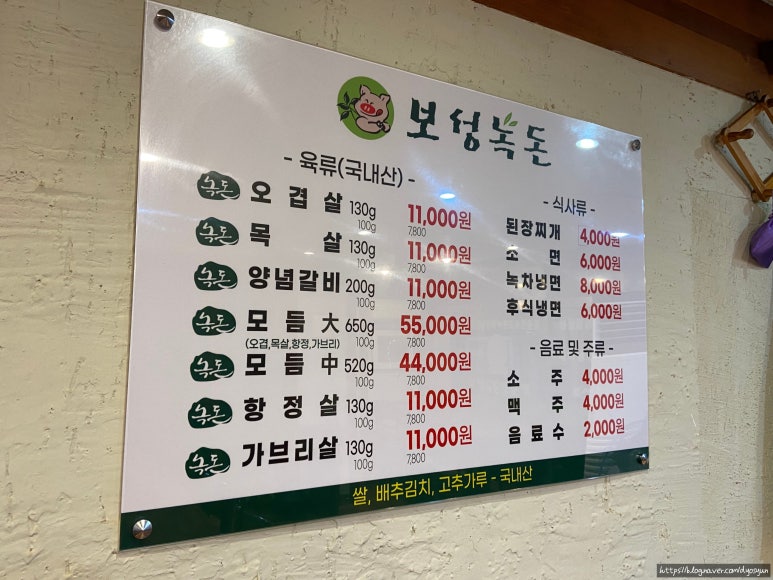 보성녹돈
- 육류(국내산) -
녹돈 오겹살 130g 11,000원
100g 7,800
녹돈 목살 130g 11,000원
100g 7,800
녹돈 양념갈비 200g 11,000원
100g 7,800
녹돈 모듬 大 650g 55,000원
(오겹,목살,항정,가브리) 100g 7,800
녹돈 모듬 中 520g 44,000원
100g 7,800
녹돈 항정살 130g 11,000원
100g 7,800
녹돈 가브리살 130g 11,000원
100g 7,800
- 식사류 -
된장찌개 4,000원
소면 6,000원
녹차냉면 8,000원
후식냉면 6,000원
- 음료 및 주류 -
소주 4,000원
맥주 4,000원
음료수 2,000원
쌀, 배추김치, 고추가루 - 국내산
https://blog.naver.com/dyosyun